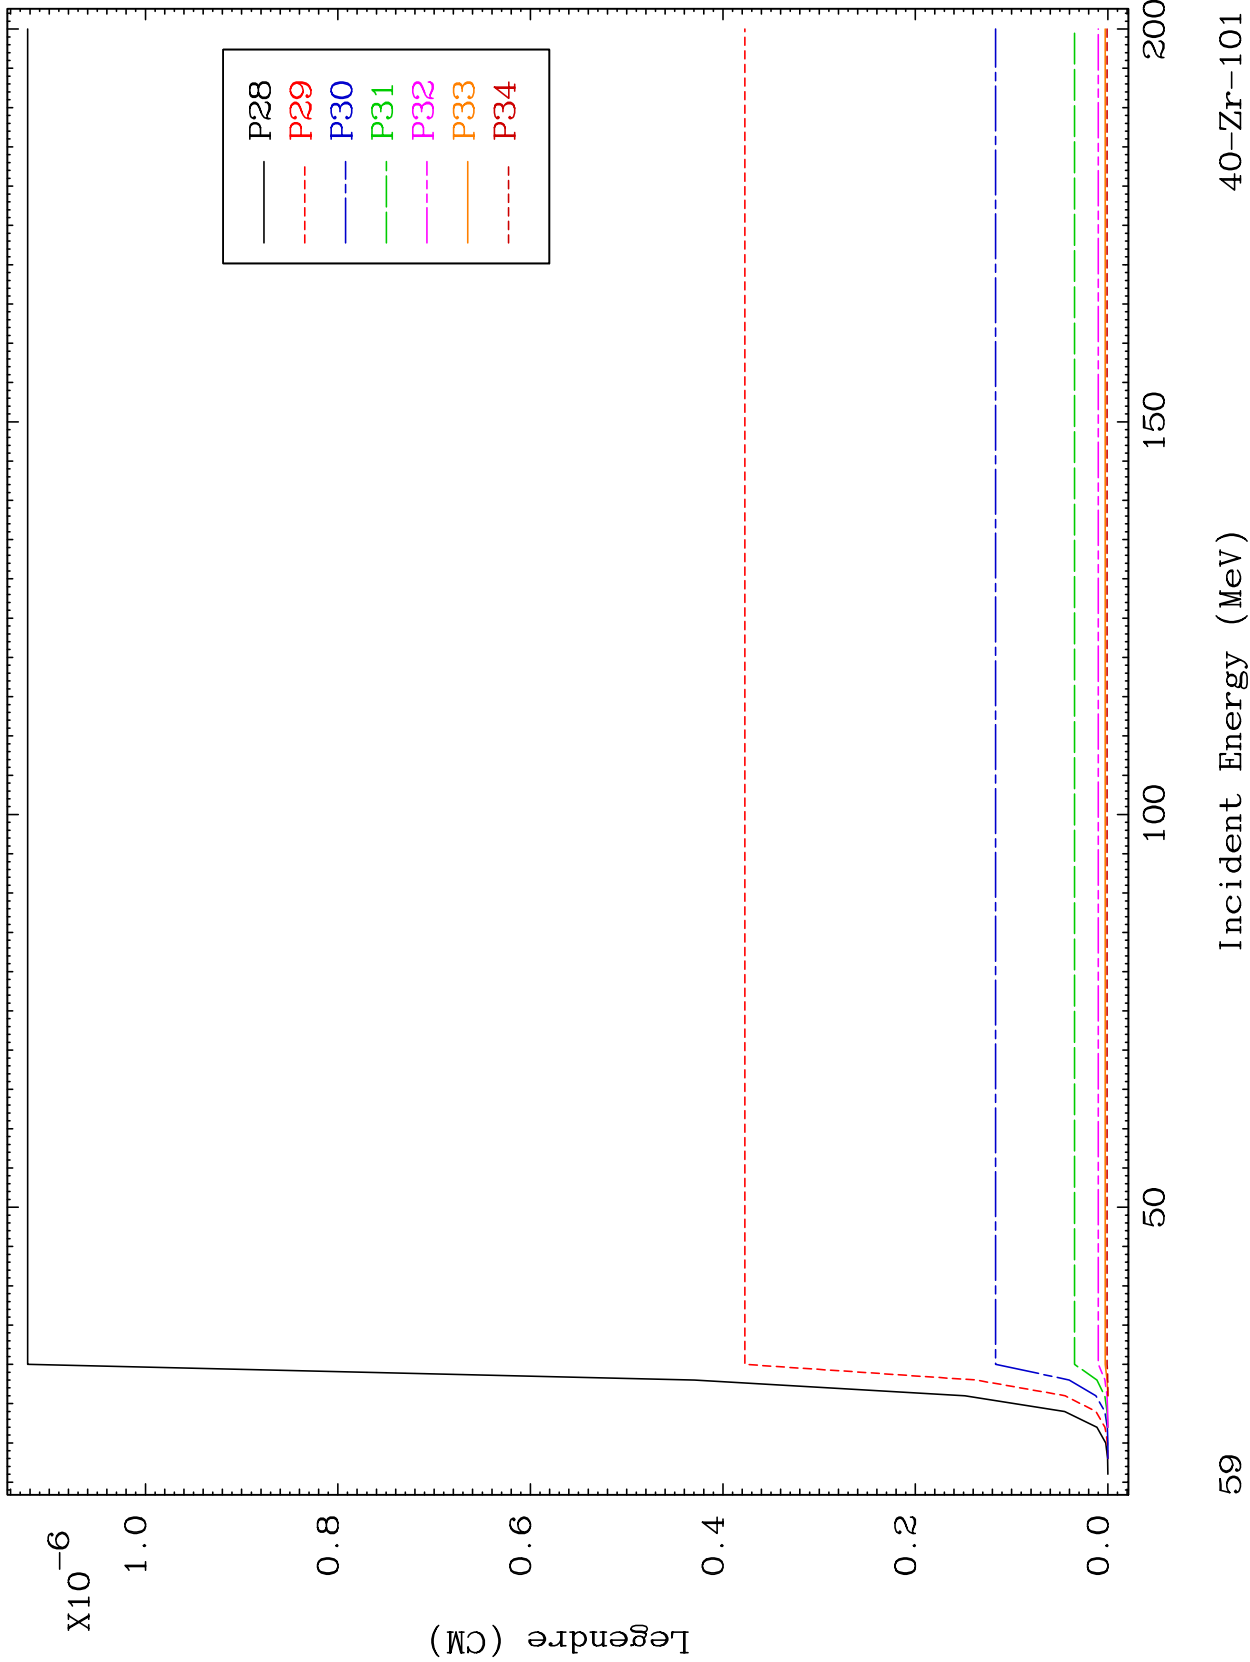 X10-6
1.0
0.8
0.6
0.4
0.2
0.0
Legendre (CM)
P28
P29
P30
P31
P32
P33
P34
50
100
150
200
Incident Energy (MeV)
59
40-Zr-101